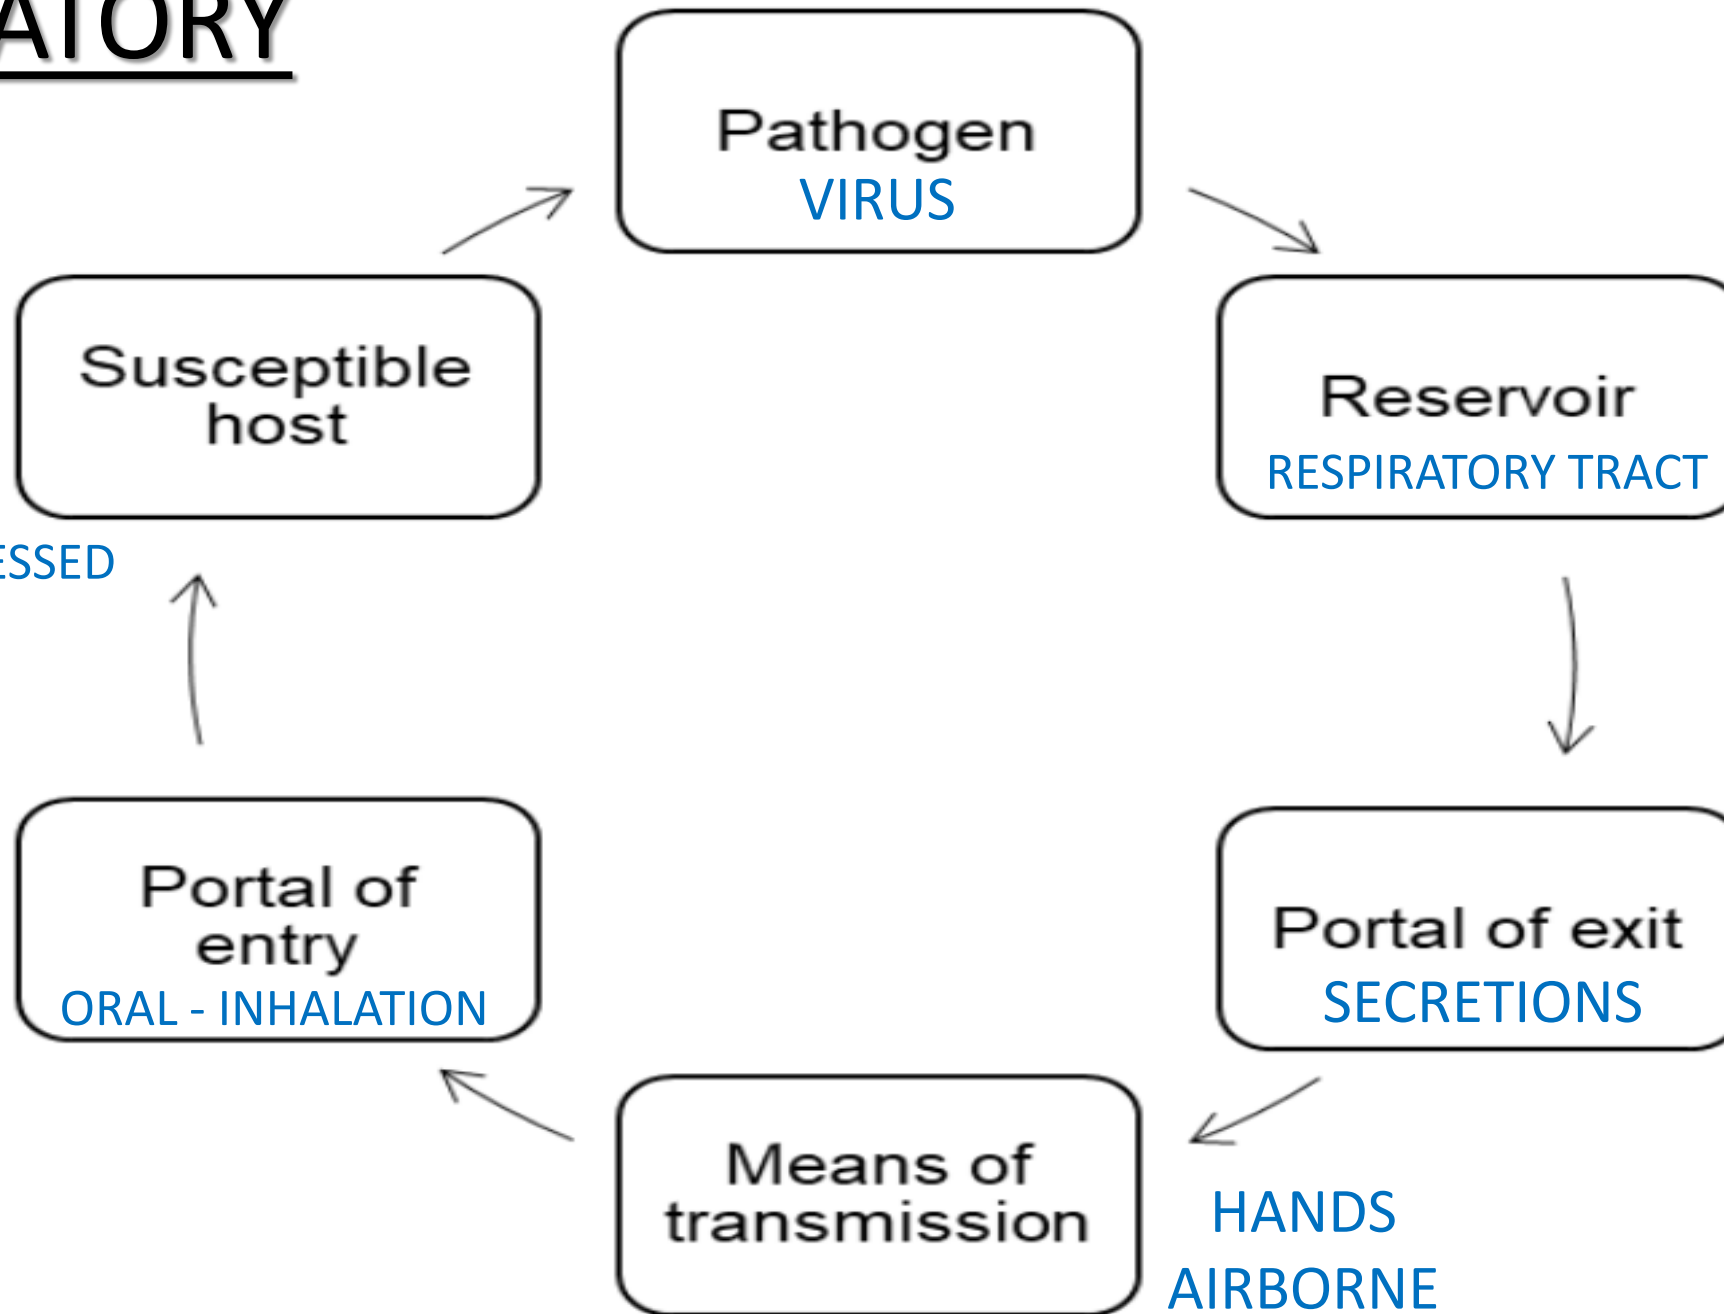 ATORY
Pathogen
VIRUS
Susceptible
host
ESSED
Reservoir
RESPIRATORY TRACT
Portal of
entry
ORAL - INHALATION
Portal of exit
SECRETIONS
Means of
transmission
HANDS
AIRBORNE